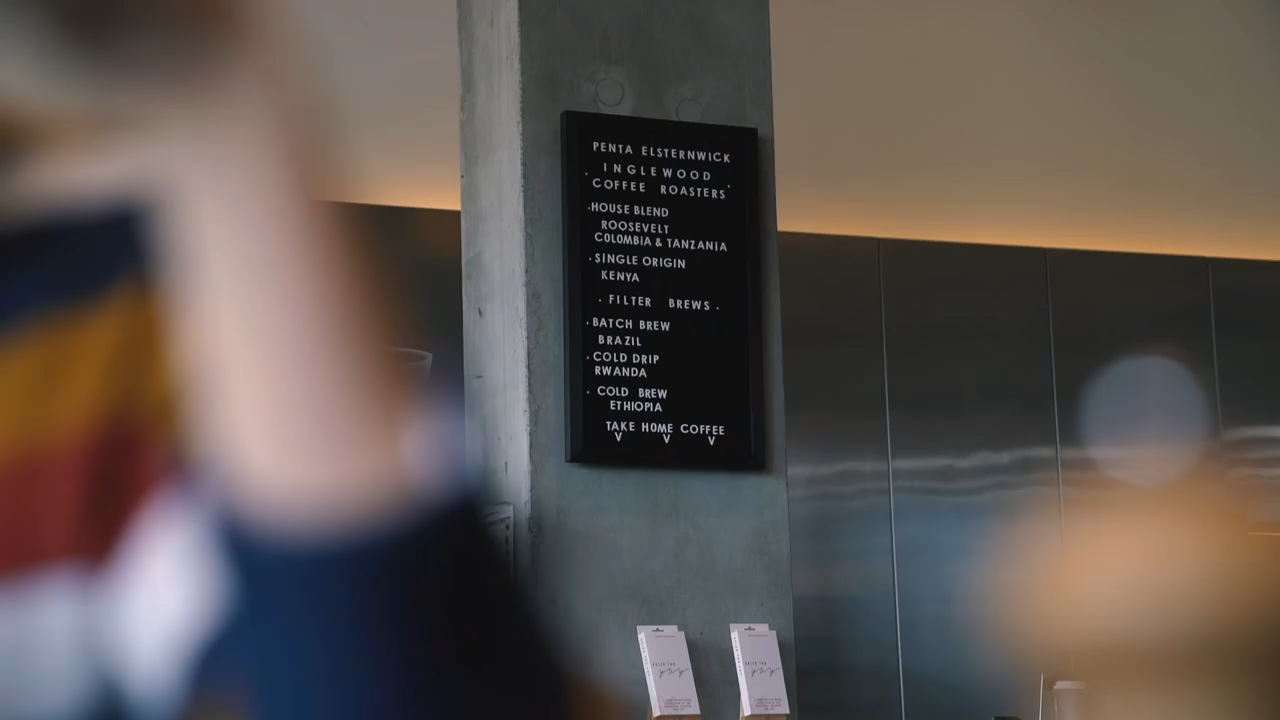 PENTA ELSTERNWICK
· INGLEWOOD
COFFEE ROASTERS ·
· HOUSE BLEND
ROOSEVELT
COLOMBIA & TANZANIA
· SINGLE ORIGIN
KENYA
· FILTER BREWS ·
· BATCH BREW
BRAZIL
· COLD DRIP
RWANDA
· COLD BREW
ETHIOPIA
TAKE HOME COFFEE
V V V